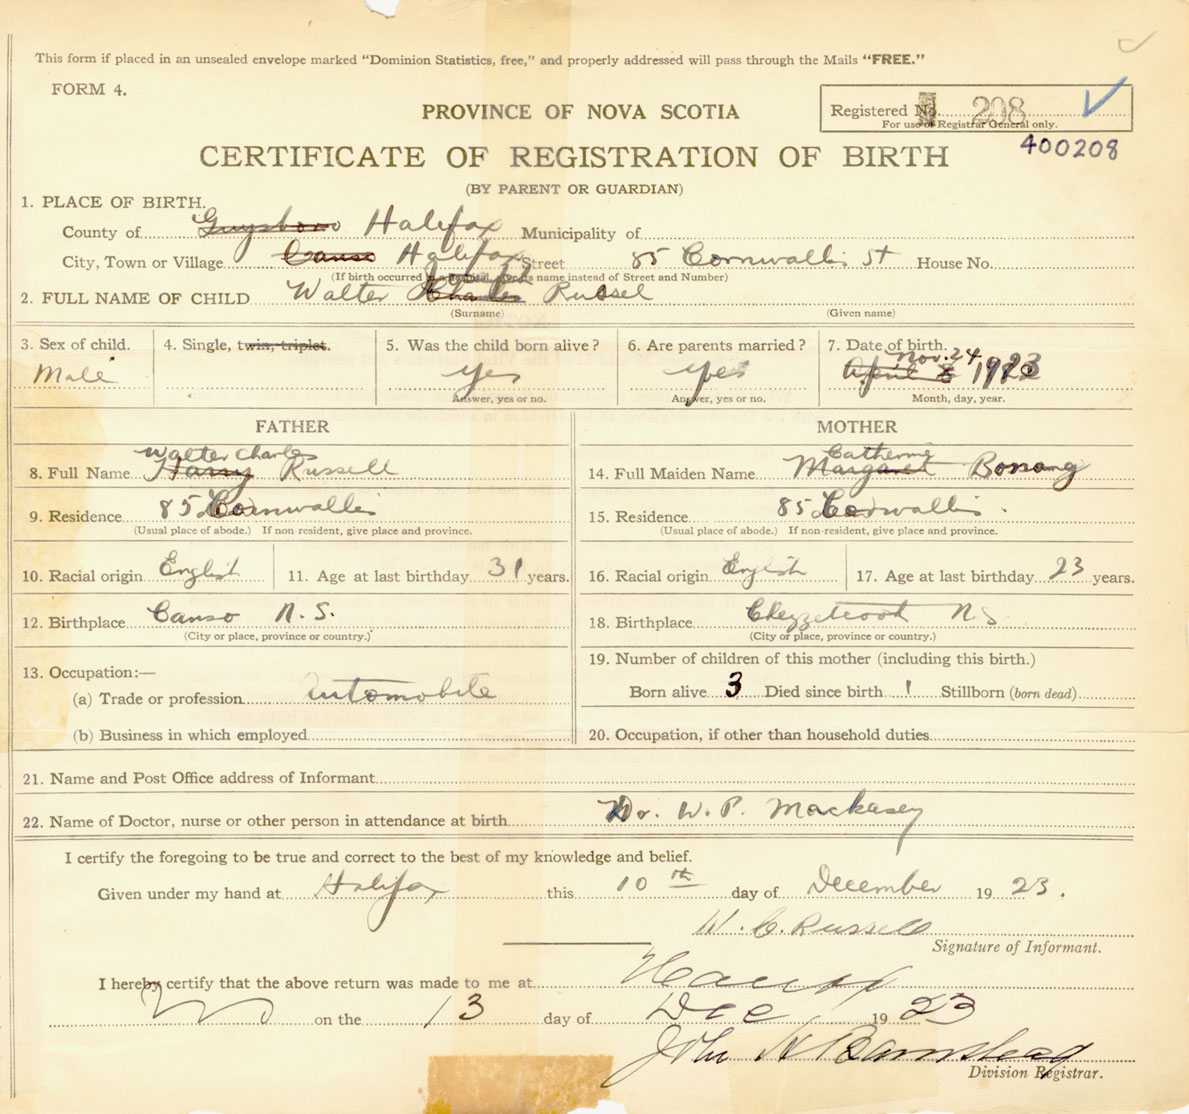 This form if placed in an unsealed envelope marked "Dominion Statistics, free," and properly addressed will pass through the Mails "FREE."
FORM 4.
PROVINCE OF NOVA SCOTIA
Registered No. 208
For use of Registrar General only.
400208
CERTIFICATE OF REGISTRATION OF BIRTH
(BY PARENT OR GUARDIAN)
1. PLACE OF BIRTH.
County of Guysboro Halifax Municipality of
City, Town or Village Canso Halifax Street 85 Cornwallis St House No.
(If birth occurred in a hospital, give its name instead of Street and Number)
2. FULL NAME OF CHILD Walter Charles Russel
(Surname) (Given name)
3. Sex of child. 4. Single, twin, triplet. 5. Was the child born alive? 6. Are parents married? 7. Date of birth.
Nov. 24
Male yes yes April 8 1923
Answer, yes or no. Answer, yes or no. Month, day, year.
FATHER MOTHER
Walter Charles Catherine
8. Full Name Harry Russell 14. Full Maiden Name Margaret Bonang
9. Residence 85 Cornwallis 15. Residence 85 Corwallis
(Usual place of abode.) If non-resident, give place and province. (Usual place of abode.) If non-resident, give place and province.
10. Racial origin English 11. Age at last birthday 31 years. 16. Racial origin English 17. Age at last birthday 23 years.
12. Birthplace Canso N.S. 18. Birthplace Chezzetcook N S
(City or place, province or country.) (City or place, province or country.)
13. Occupation:— 19. Number of children of this mother (including this birth.)
(a) Trade or profession Automobile Born alive 3 Died since birth 1 Stillborn (born dead)
(b) Business in which employed 20. Occupation, if other than household duties
21. Name and Post Office address of Informant
22. Name of Doctor, nurse or other person in attendance at birth Dr. W. P. Mackasey
I certify the foregoing to be true and correct to the best of my knowledge and belief.
Given under my hand at Halifax this 10th day of December 1923.
W. C. Russell
Signature of Informant.
I hereby certify that the above return was made to me at Halifax
on the 13 day of Dec 1923
John H Barnstead
Division Registrar.